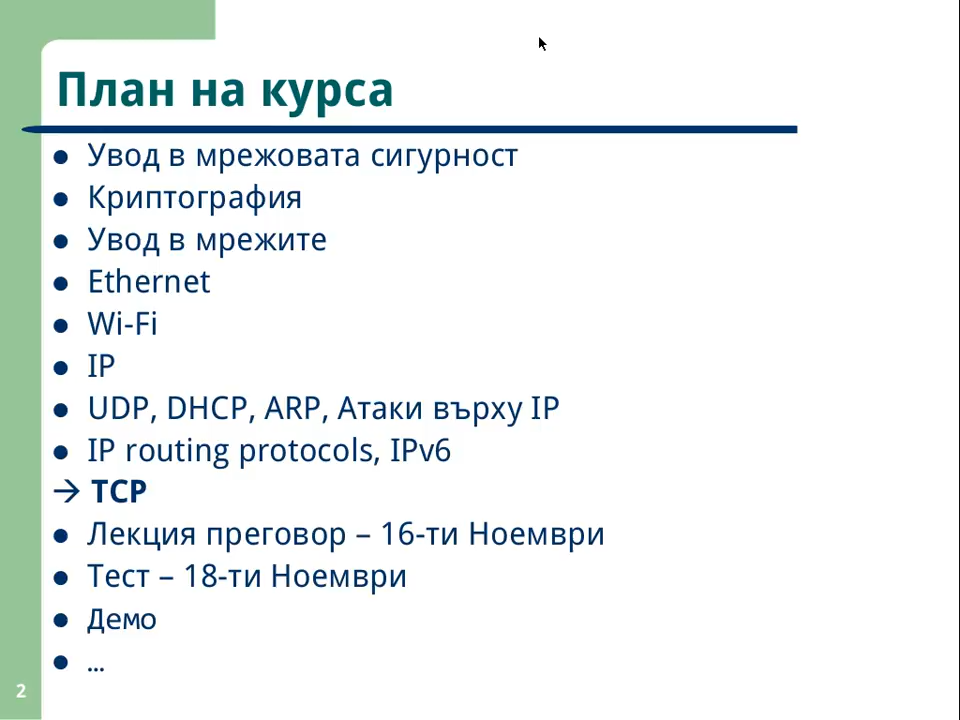 План на курса
Увод в мрежовата сигурност
Криптография
Увод в мрежите
Ethernet
Wi-Fi
IP
UDP, DHCP, ARP, Атаки върху IP
IP routing protocols, IPv6
→ TCP
Лекция преговор – 16-ти Ноември
Тест – 18-ти Ноември
Демо
...
2